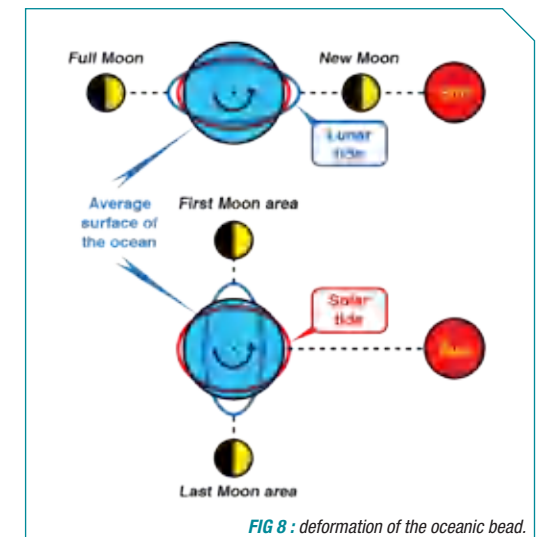 Full Moon
New Moon
Sun
Lunar
tide
Average
surface of
the ocean
First Moon area
Solar
tide
Sun
Last Moon area
FIG 8 : deformation of the oceanic bead.